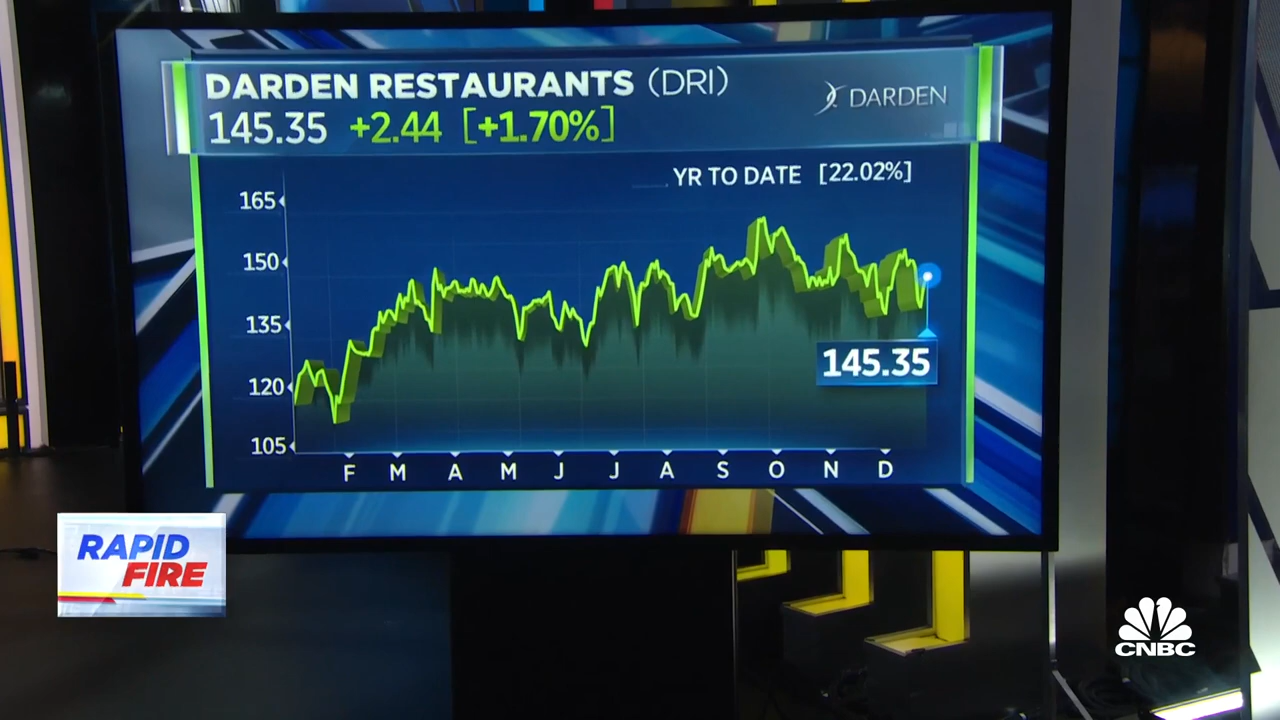 DARDEN RESTAURANTS (DRI)
145.35 +2.44 [+1.70%]
DARDEN
YR TO DATE [22.02%]
165
150
135
120
105
145.35
F M A M J J A S O N D
RAPID
FIRE
CNBC